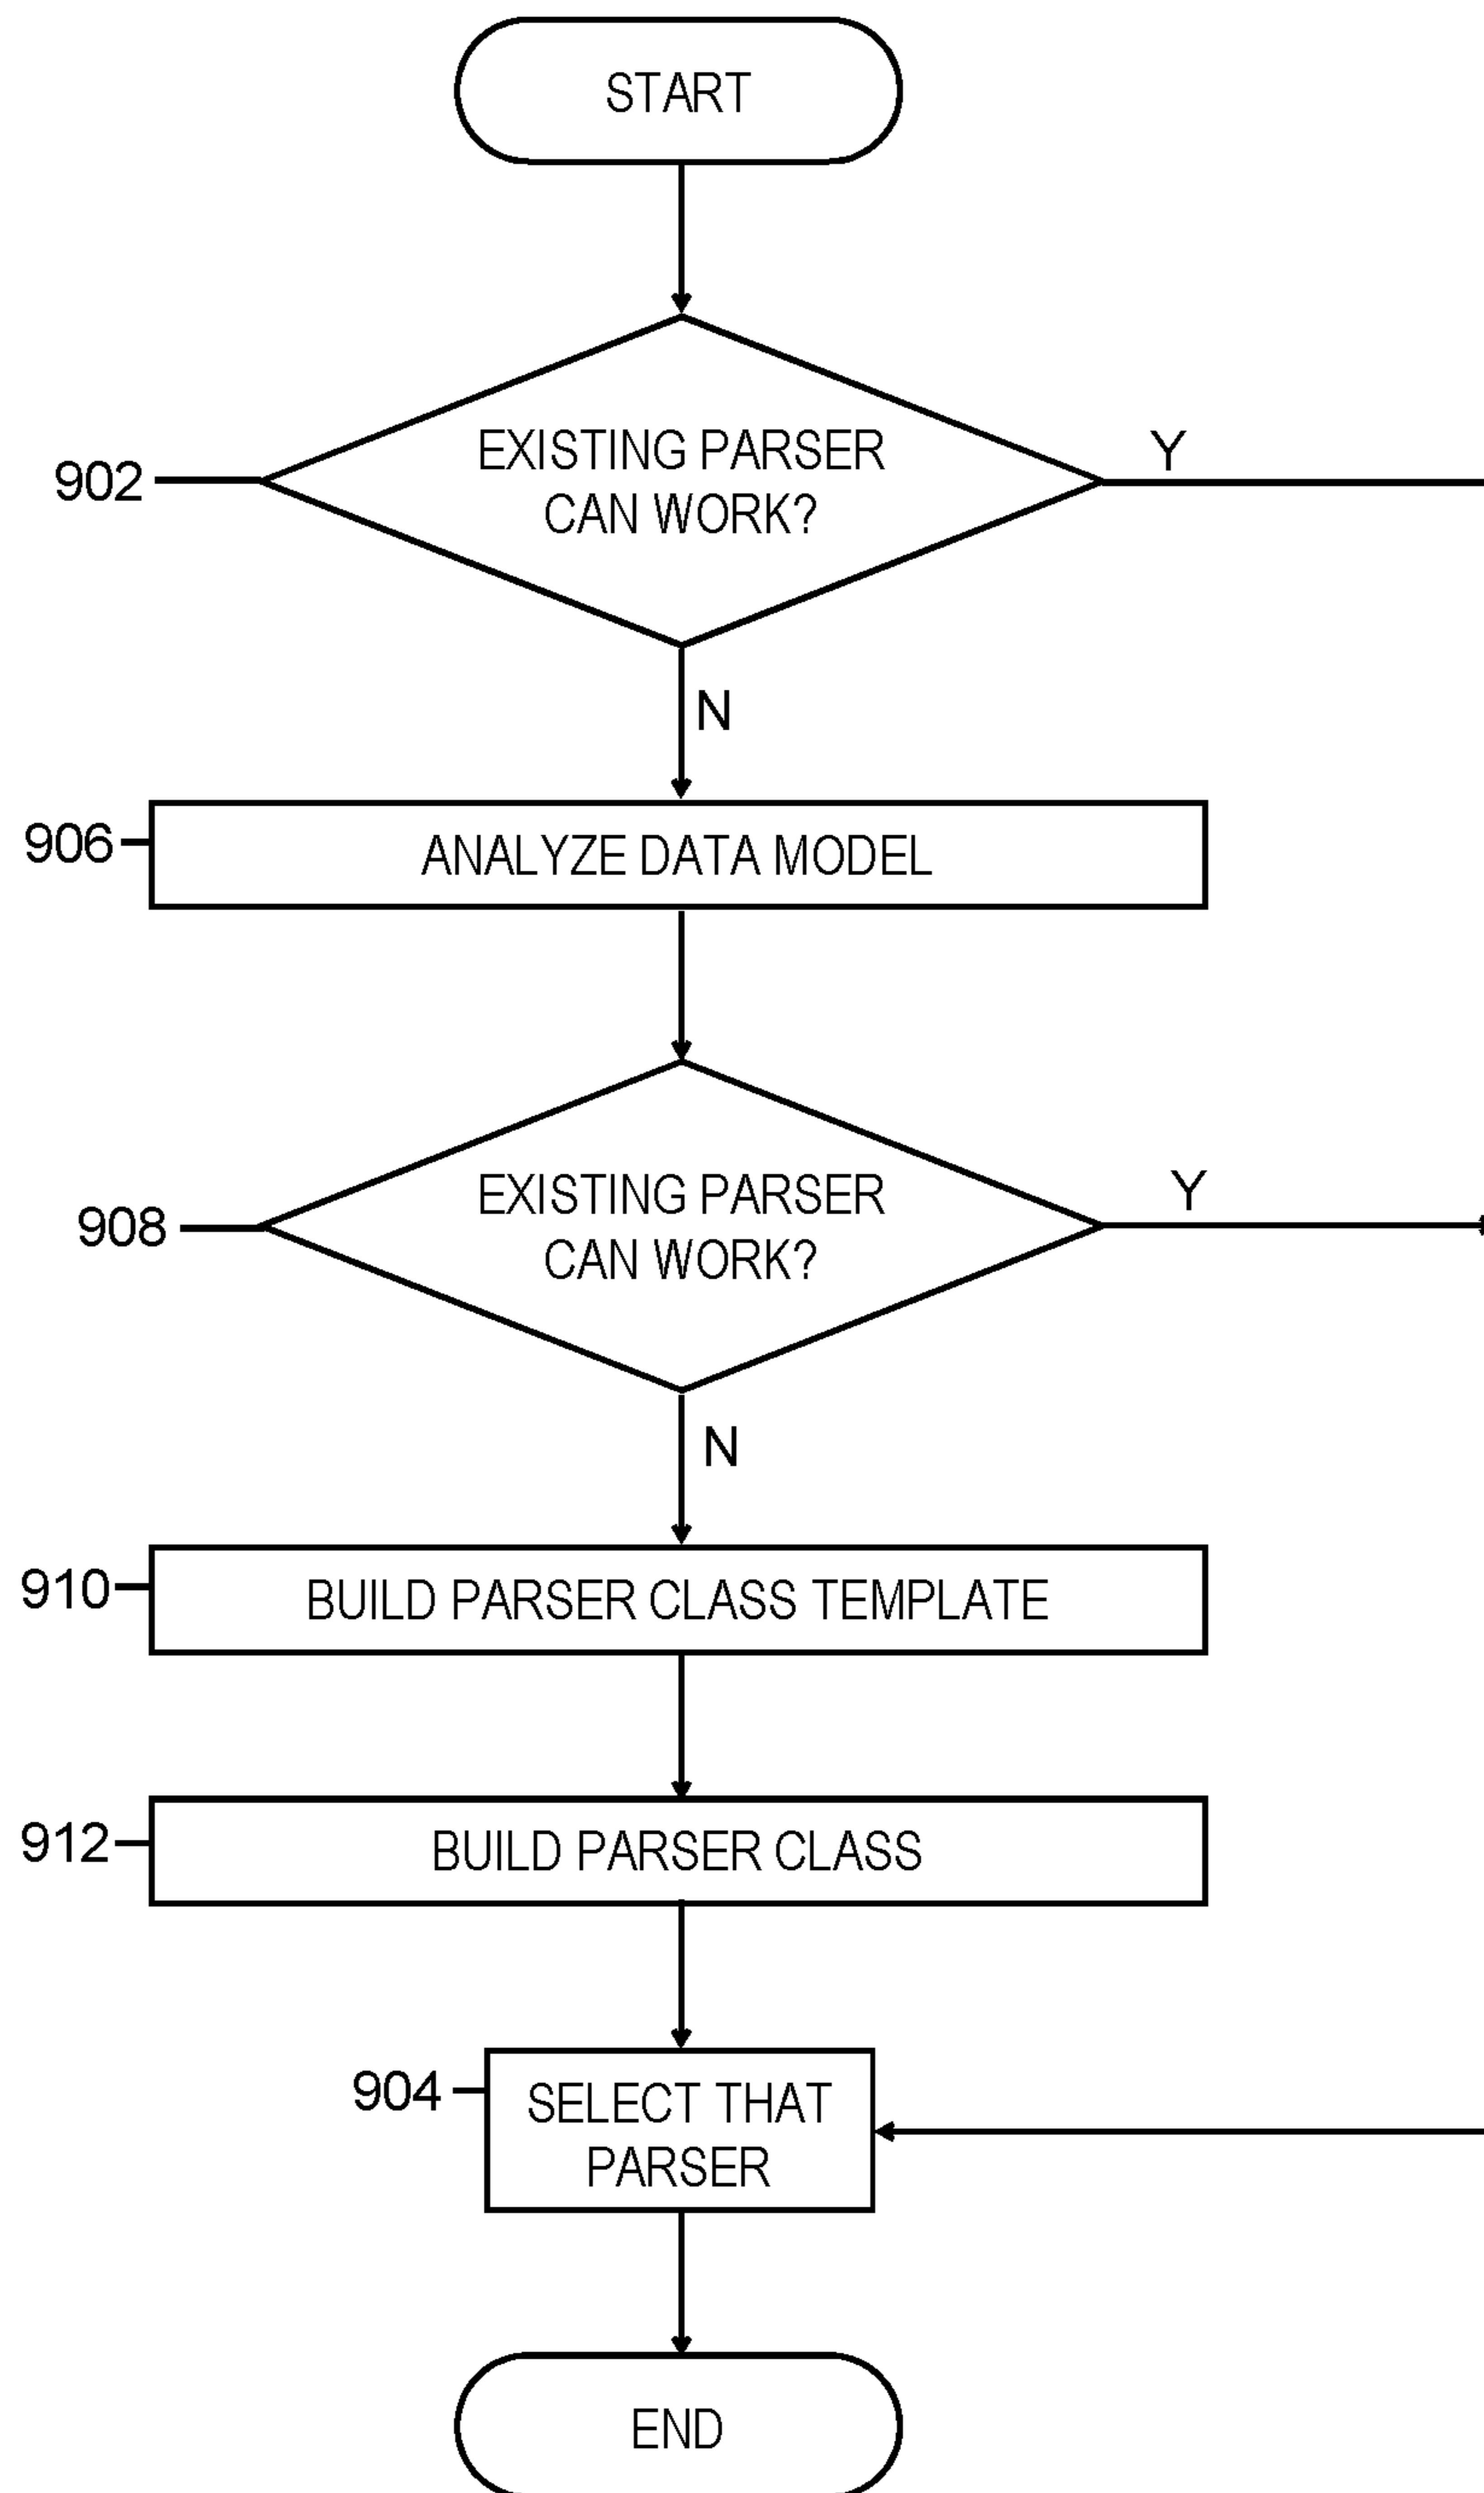 START
EXISTING PARSER
CAN WORK?
Y
902
N
906
ANALYZE DATA MODEL
EXISTING PARSER
CAN WORK?
Y
908
N
910
BUILD PARSER CLASS TEMPLATE
912
BUILD PARSER CLASS
904
SELECT THAT
PARSER
END